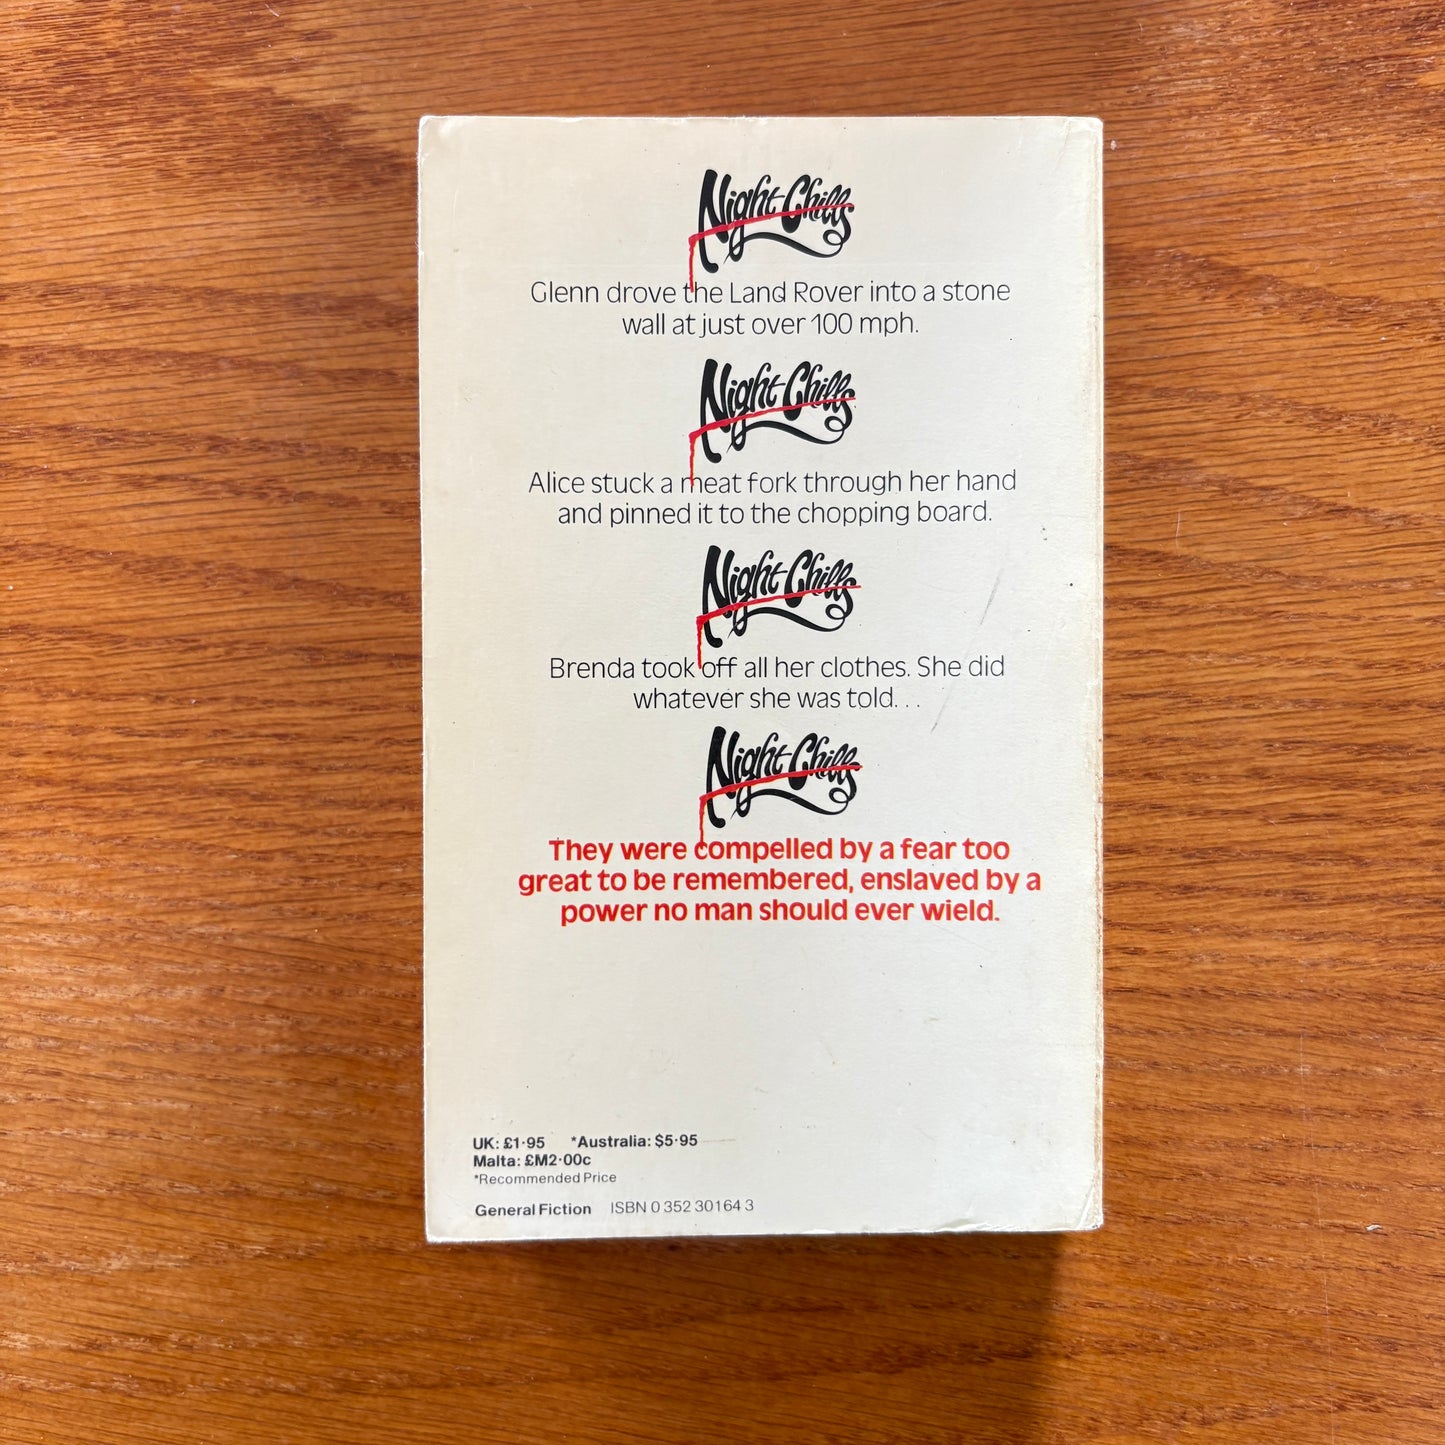 Night Chills
Glenn drove the Land Rover into a stone
wall at just over 100 mph.
Night Chills
Alice stuck a meat fork through her hand
and pinned it to the chopping board.
Night Chills
Brenda took off all her clothes. She did
whatever she was told. . .
Night Chills
They were compelled by a fear too
great to be remembered, enslaved by a
power no man should ever wield.
UK: £1·95 *Australia: $5·95
Malta: £M2·00c
*Recommended Price
General Fiction ISBN 0 352 30164 3